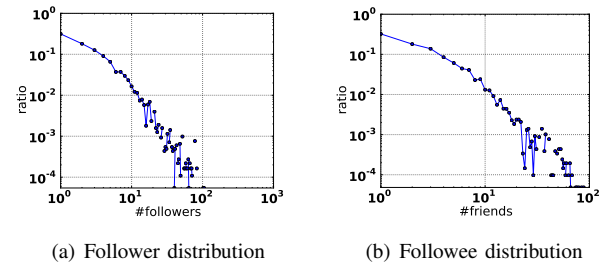 10^0
10^-1
10^-2
10^-3
10^-4
ratio
10^0 10^1 10^2 10^3
#followers
(a) Follower distribution
10^0
10^-1
10^-2
10^-3
10^-4
ratio
10^0 10^1 10^2
#friends
(b) Followee distribution